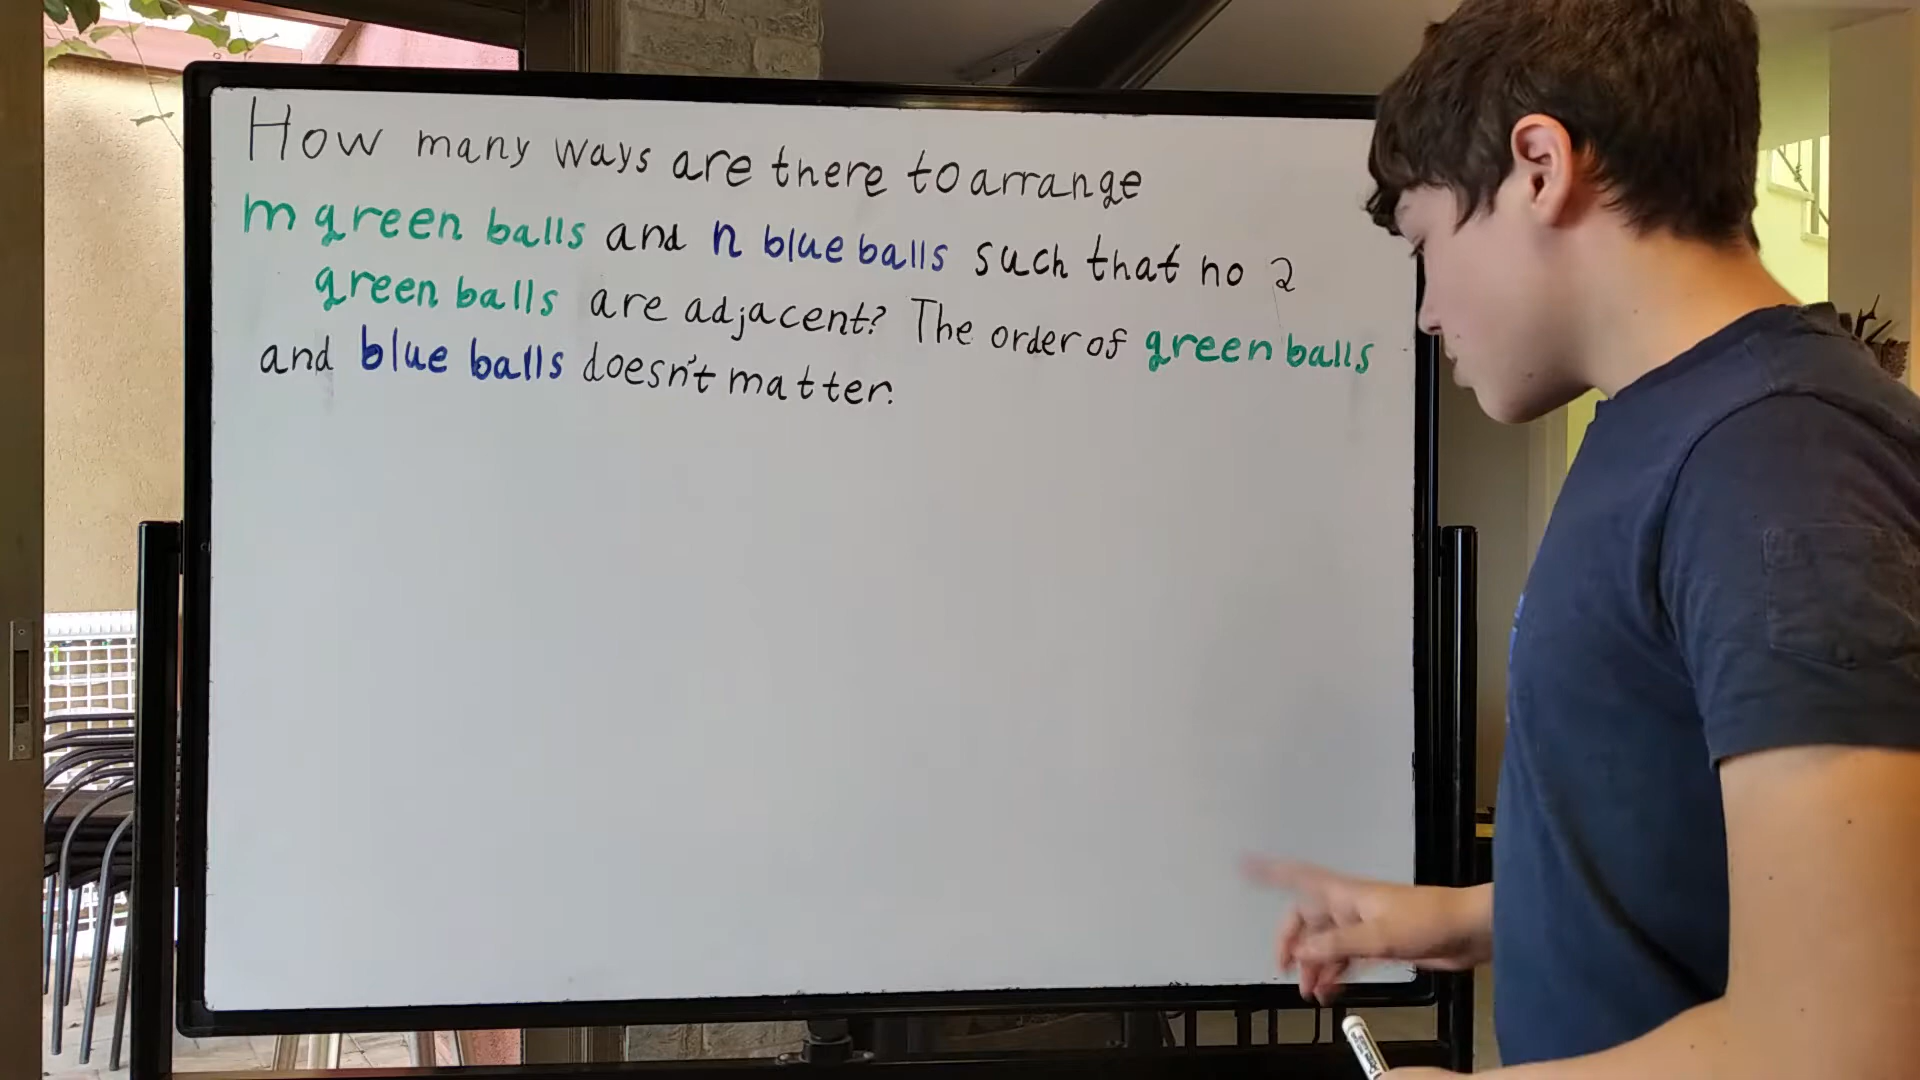 How many ways are there to arrange
m green balls and n blue balls such that no 2
green balls are adjacent? The order of green balls
and blue balls doesn't matter.